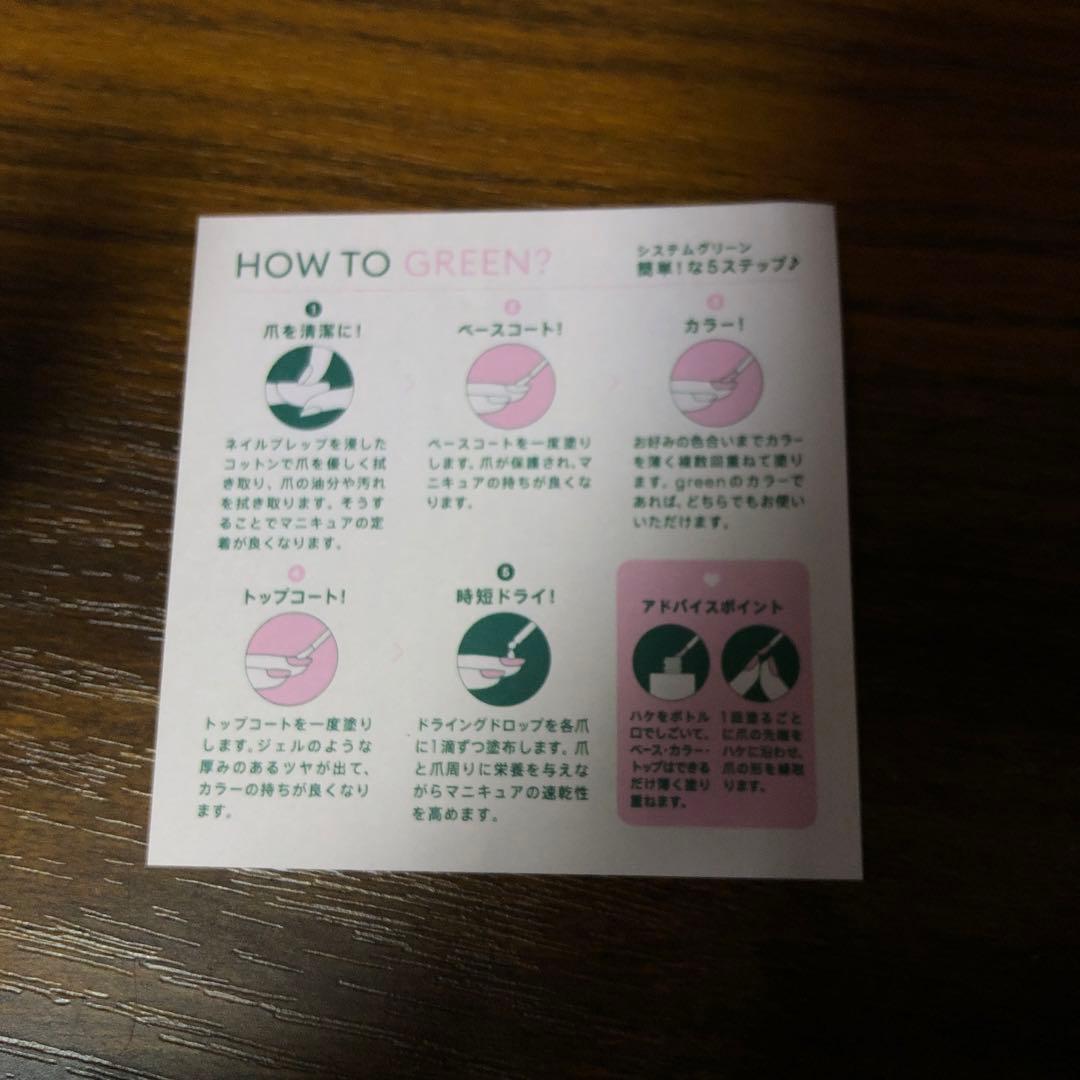 HOW TO GREEN?
システムグリーン
簡単!な5ステップ♪
1
爪を清潔に!
ネイルプレップを浸した
コットンで爪を優しく拭
き取り、爪の油分や汚れ
を拭き取ります。そうす
ることでマニキュアの定
着が良くなります。
2
ベースコート!
ベースコートを一度塗り
します。爪が保護され、マ
ニキュアの持ちが良くな
ります。
3
カラー!
お好みの色合いまでカラー
を薄く複数回重ねて塗り
ます。greenのカラーで
あれば、どちらでもお使い
いただけます。
4
トップコート!
トップコートを一度塗り
します。ジェルのような
厚みのあるツヤが出て、
カラーの持ちが良くなり
ます。
5
時短ドライ!
ドライングドロップを各爪
に1滴ずつ塗布します。爪
と爪周りに栄養を与えな
がらマニキュアの速乾性
を高めます。
アドバイスポイント
ハケをボトル
口でしごいて、
ベース・カラー・
トップはできる
だけ薄く塗り
重ねます。
1回塗るごと
に爪の先端を
ハケに沿わせ、
爪の形を縁取
ります。